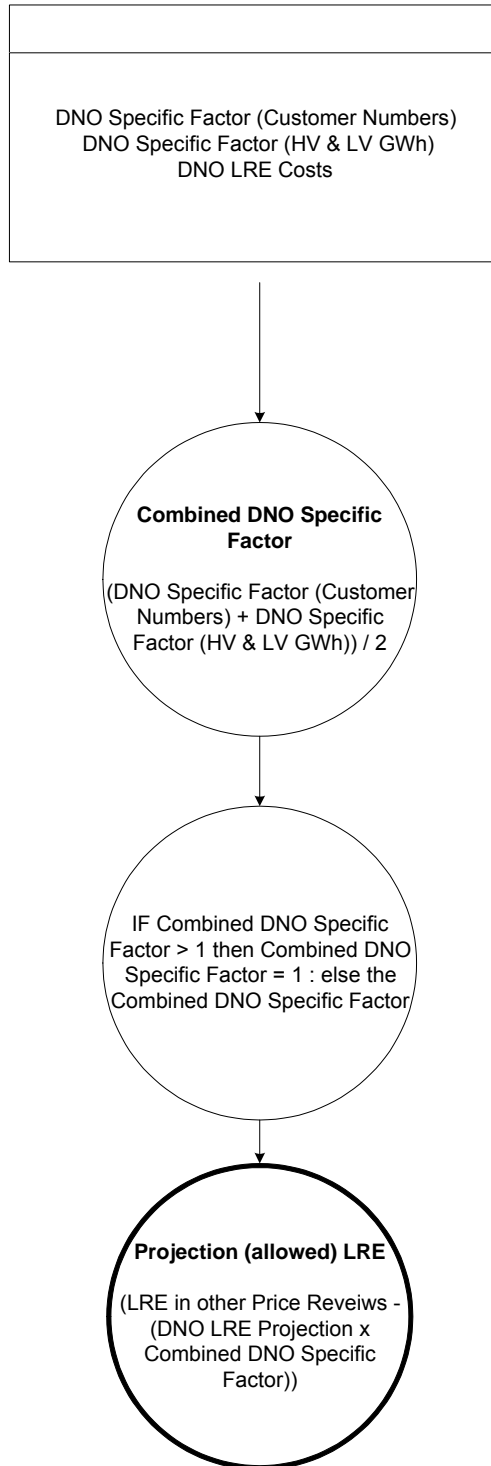 DNO Specific Factor (Customer Numbers)
DNO Specific Factor (HV & LV GWh)
DNO LRE Costs
Combined DNO Specific
Factor
(DNO Specific Factor (Customer
Numbers) + DNO Specific
Factor (HV & LV GWh)) / 2
IF Combined DNO Specific
Factor > 1 then Combined DNO
Specific Factor = 1 : else the
Combined DNO Specific Factor
Projection (allowed) LRE
(LRE in other Price Reveiws -
(DNO LRE Projection x
Combined DNO Specific
Factor))